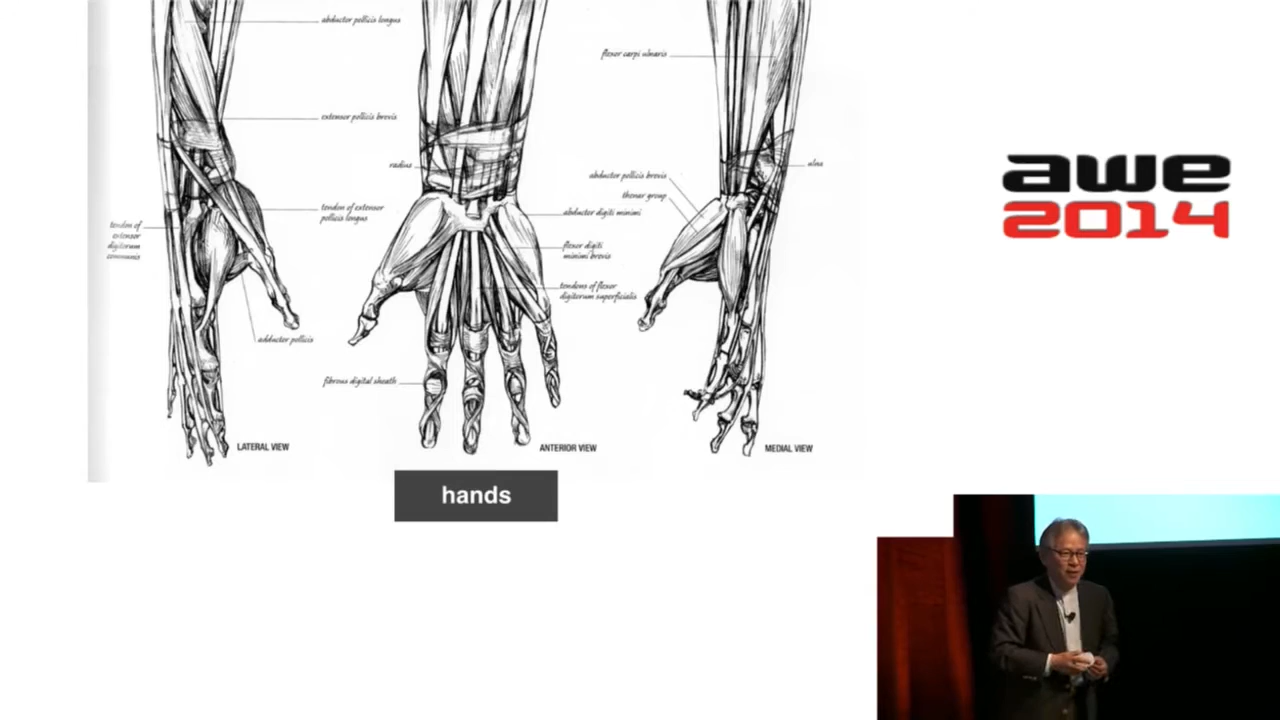 abductor pollicis longus
extensor pollicis brevis
tendon of extensor
pollicis longus
tendon of
extensor
digitorum
communis
adductor pollicis
LATERAL VIEW
radius
abductor digiti minimi
flexor digiti
minimi brevis
tendons of flexor
digitorum superficialis
fibrous digital sheath
ANTERIOR VIEW
flexor carpi ulnaris
ulna
abductor pollicis brevis
thenar group
MEDIAL VIEW
hands
awe
2014